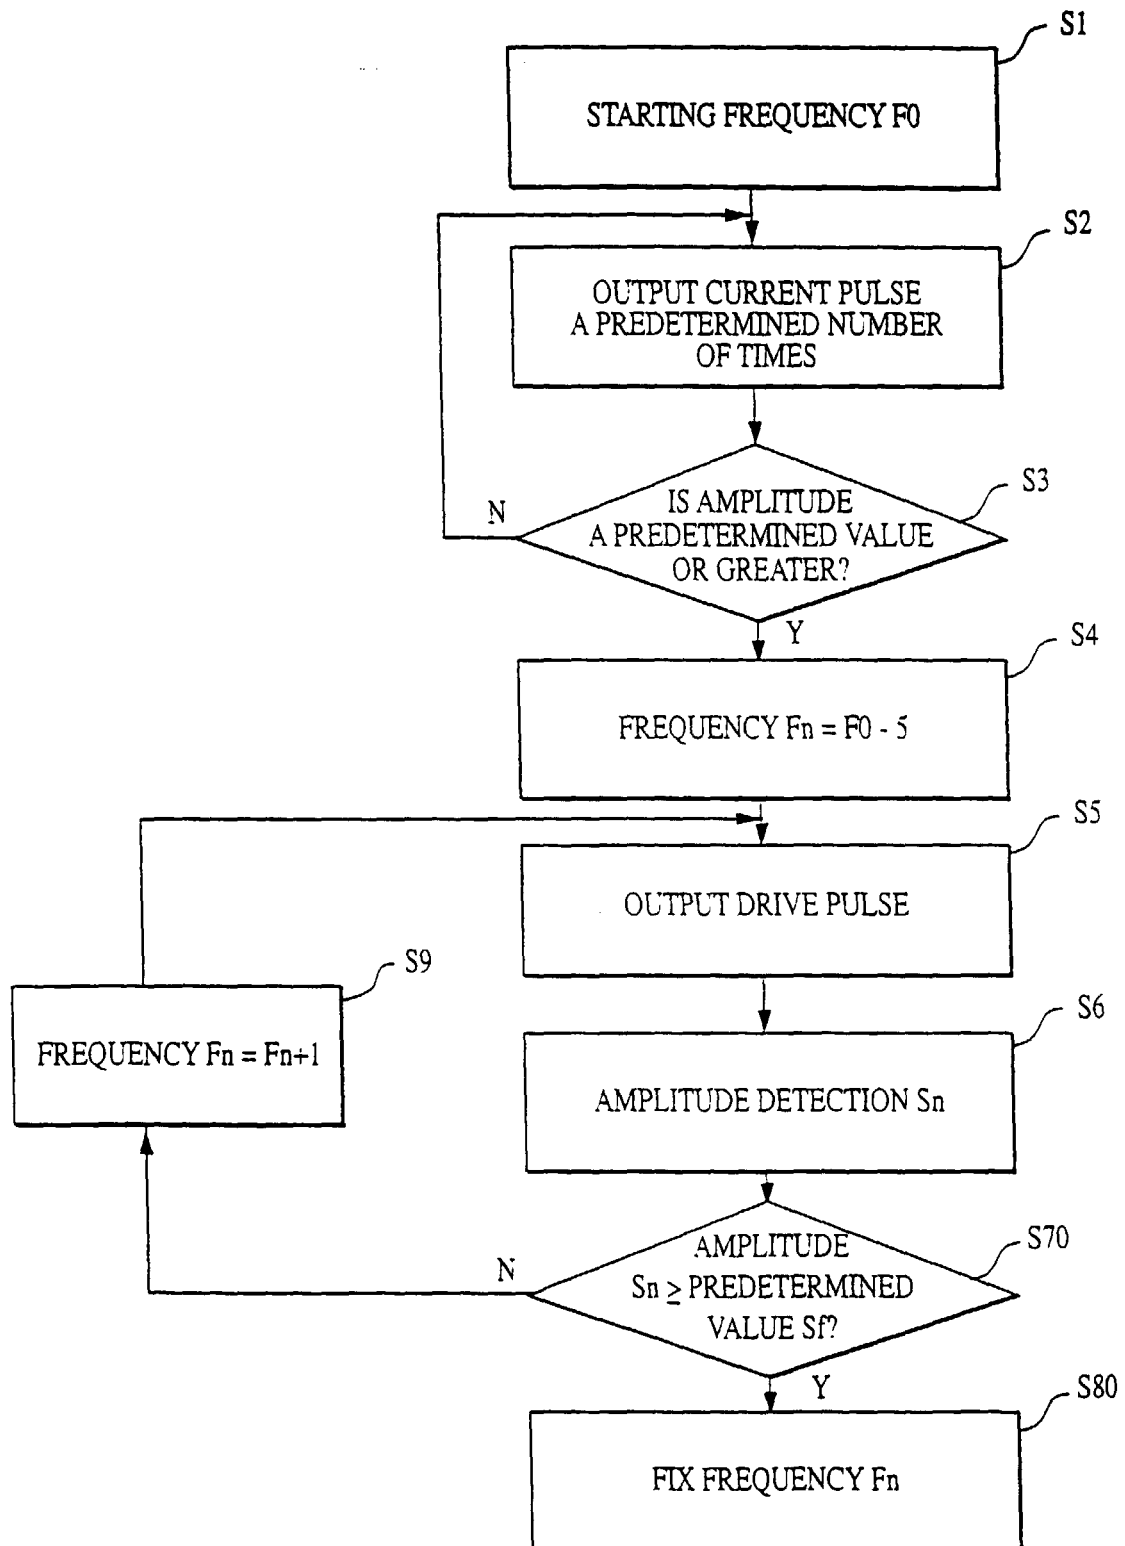 S1
STARTING FREQUENCY F0
S2
OUTPUT CURRENT PULSE
A PREDETERMINED NUMBER
OF TIMES
S3
N
IS AMPLITUDE
A PREDETERMINED VALUE
OR GREATER?
Y
S4
FREQUENCY Fn = F0 - 5
S5
OUTPUT DRIVE PULSE
S9
FREQUENCY Fn = Fn+1
S6
AMPLITUDE DETECTION Sn
S70
N
AMPLITUDE
Sn ≥ PREDETERMINED
VALUE Sf?
Y
S80
FIX FREQUENCY Fn